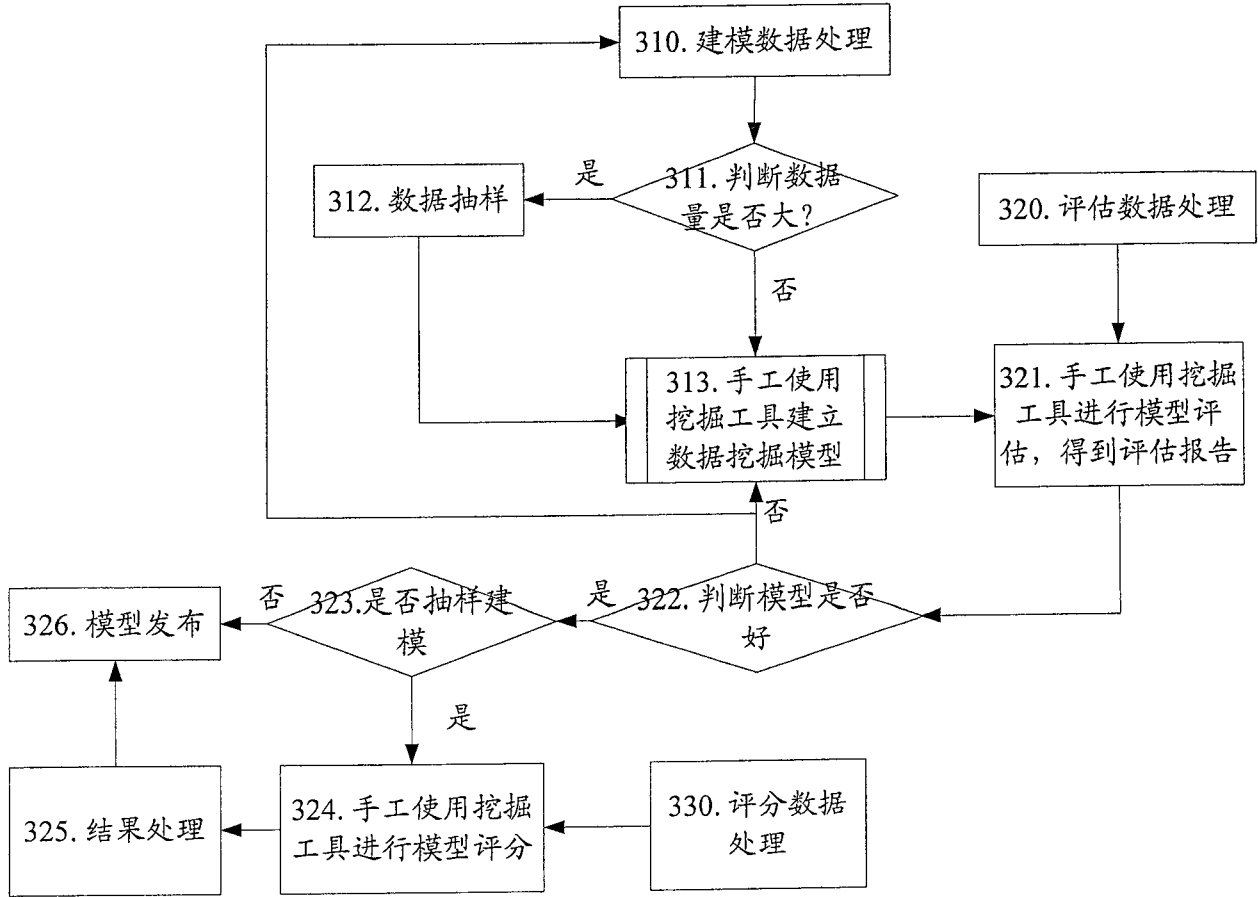 310. 建模数据处理
是
311. 判断数据
量是否大?
312. 数据抽样
320. 评估数据处理
否
313. 手工使用
挖掘工具建立
数据挖掘模型
321. 手工使用挖掘
工具进行模型评
估，得到评估报告
否
326. 模型发布
否
323.是否抽样建
模
是
322. 判断模型是否
好
是
325. 结果处理
324. 手工使用挖掘
工具进行模型评分
330. 评分数据
处理